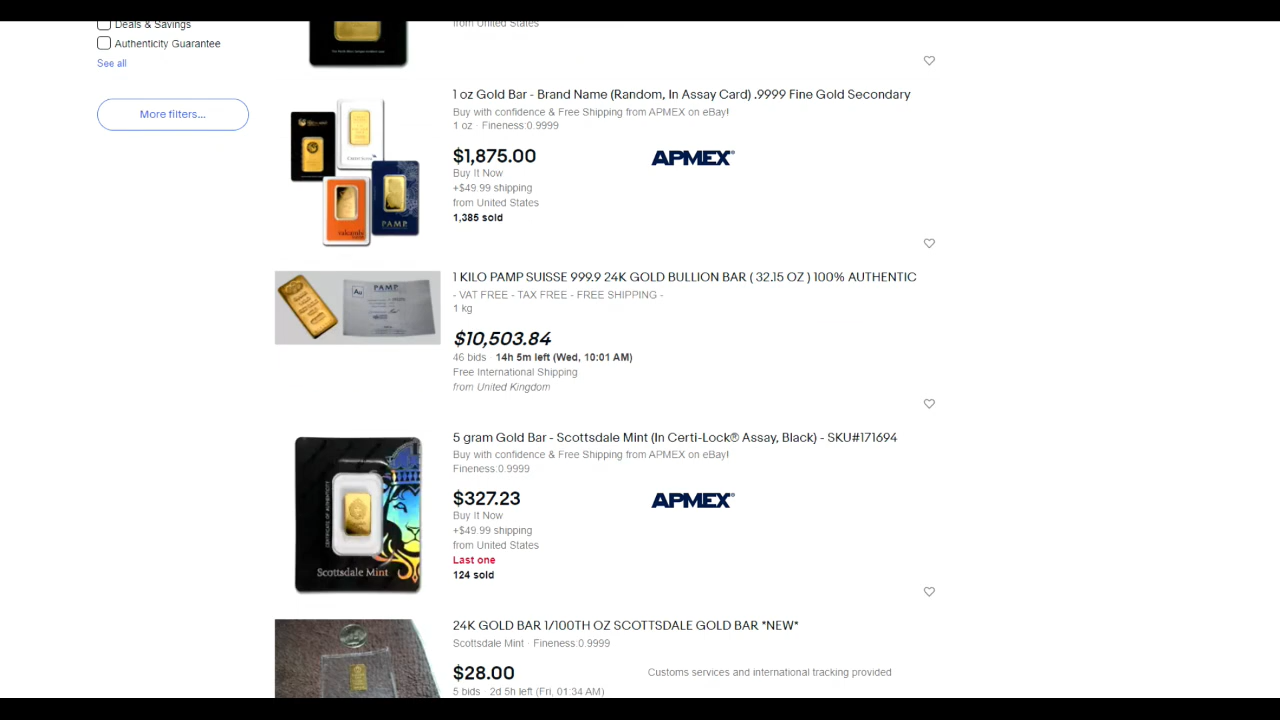 Deals & Savings
Authenticity Guarantee
See all
More filters...
from United States
1 oz Gold Bar - Brand Name (Random, In Assay Card) .9999 Fine Gold Secondary
Buy with confidence & Free Shipping from APMEX on eBay!
1 oz · Fineness:0.9999
$1,875.00
APMEX®
Buy It Now
+$49.99 shipping
from United States
1,385 sold
CREDIT SUISSE
valcambi
PAMP
1 KILO PAMP SUISSE 999.9 24K GOLD BULLION BAR ( 32.15 OZ ) 100% AUTHENTIC
- VAT FREE - TAX FREE - FREE SHIPPING -
1 kg
Au
PAMP
$10,503.84
46 bids · 14h 5m left (Wed, 10:01 AM)
Free International Shipping
from United Kingdom
5 gram Gold Bar - Scottsdale Mint (In Certi-Lock® Assay, Black) - SKU#171694
Buy with confidence & Free Shipping from APMEX on eBay!
Fineness:0.9999
$327.23
APMEX®
Buy It Now
+$49.99 shipping
from United States
Last one
124 sold
CERTIFICATE OF AUTHENTICITY
Scottsdale Mint
24K GOLD BAR 1/100TH OZ SCOTTSDALE GOLD BAR *NEW*
Scottsdale Mint · Fineness:0.9999
$28.00
Customs services and international tracking provided
5 bids · 2d 5h left (Fri, 01:34 AM)